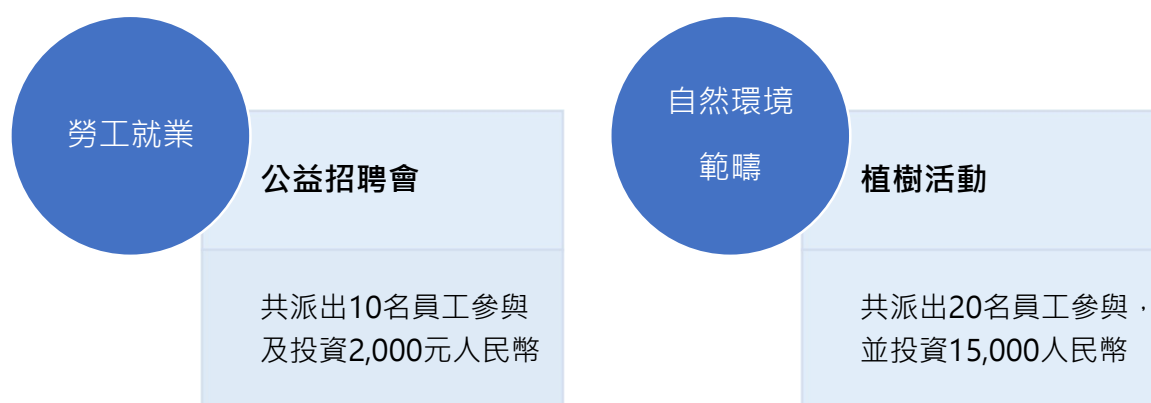 勞工就業
公益招聘會
共派出10名員工參與
及投資2,000元人民幣
自然環境
範疇
植樹活動
共派出20名員工參與，
並投資15,000人民幣